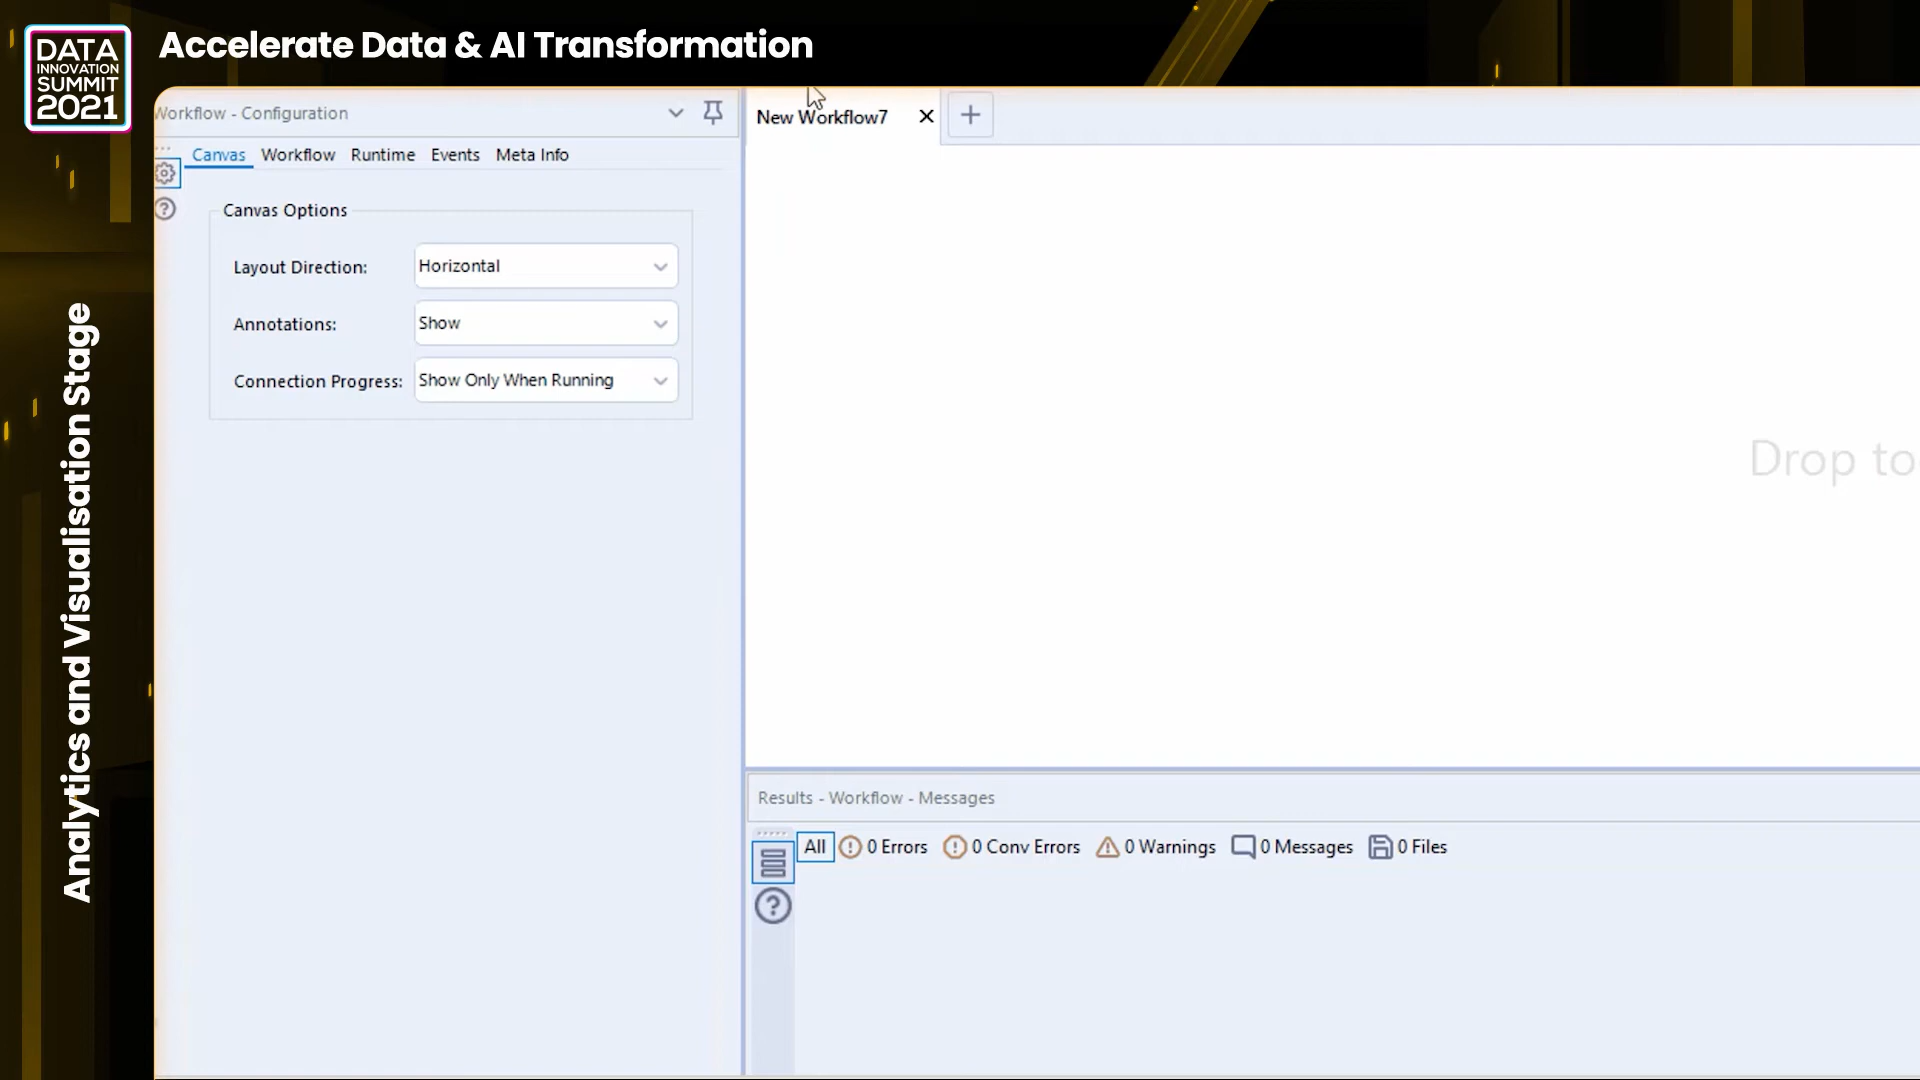 DATA
INNOVATION
SUMMIT
2021
Accelerate Data & AI Transformation
Analytics and Visualisation Stage
Workflow - Configuration
Canvas Workflow Runtime Events Meta Info
Canvas Options
Layout Direction: Horizontal
Annotations: Show
Connection Progress: Show Only When Running
New Workflow7
Drop to
Results - Workflow - Messages
All 0 Errors 0 Conv Errors 0 Warnings 0 Messages 0 Files